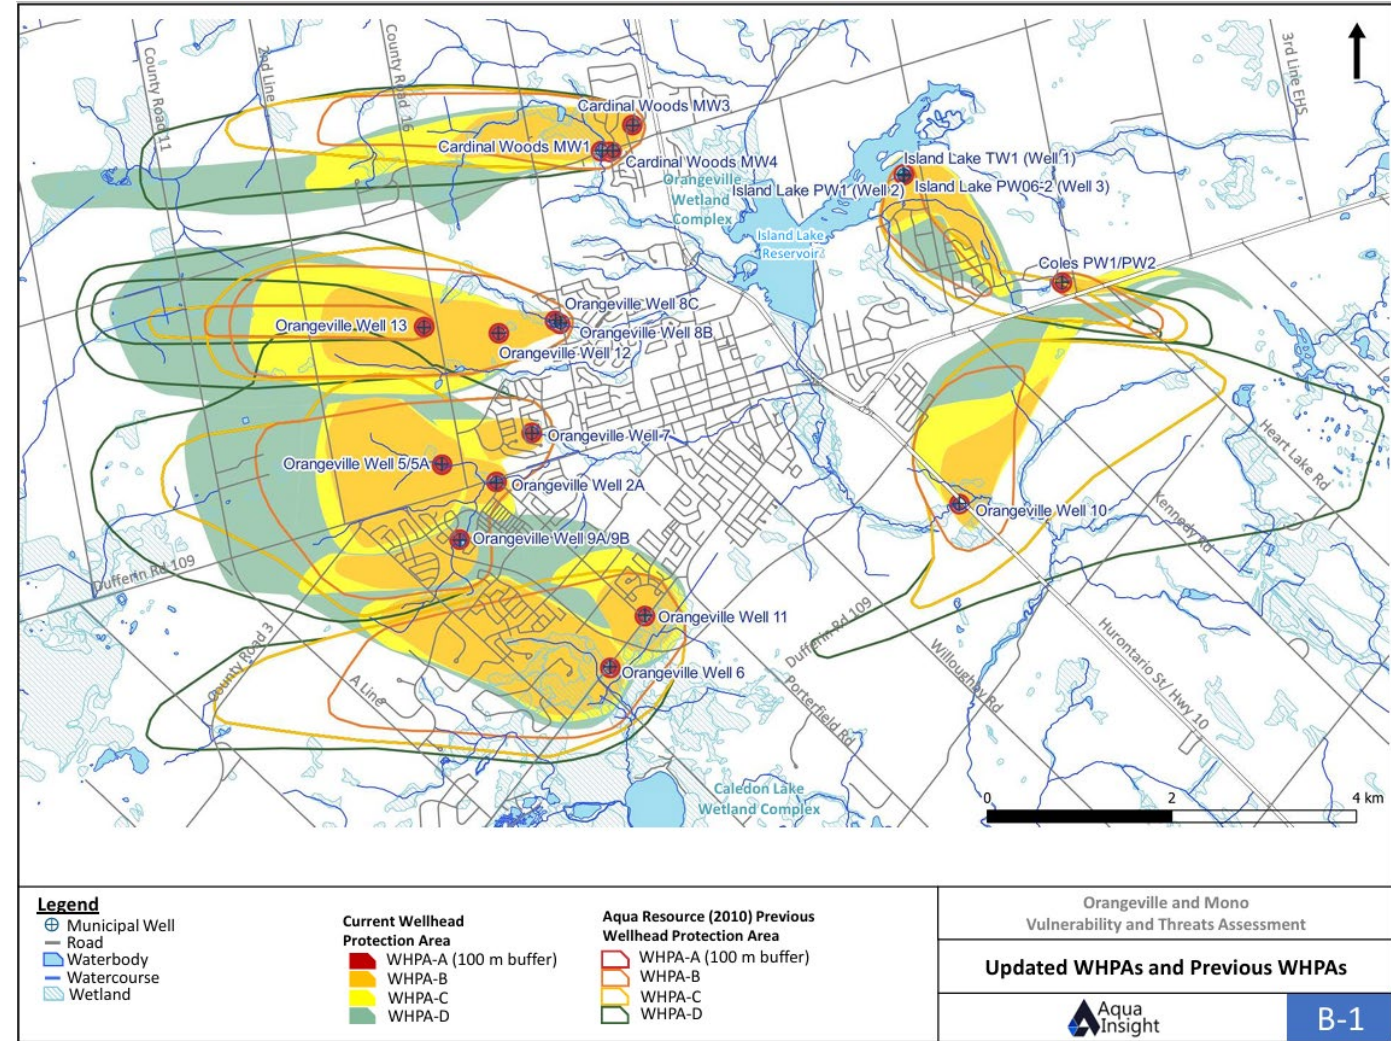 County Road 11
2nd Line
County Road 16
3rd Line EHS
Cardinal Woods MW3
Cardinal Woods MW1
Cardinal Woods MW4
Orangeville
Wetland
Complex
Island Lake TW1 (Well 1)
Island Lake PW1 (Well 2)
Island Lake PW06-2 (Well 3)
Island Lake
Reservoir
Coles PW1/PW2
Orangeville Well 8C
Orangeville Well 13
Orangeville Well 8B
Orangeville Well 12
Orangeville Well 7
Orangeville Well 5/5A
Orangeville Well 2A
Heart Lake Rd
Kennedy Rd
Orangeville Well 10
Orangeville Well 9A/9B
Dufferin Rd 109
Orangeville Well 11
Dufferin Rd 109
County Road 3
Orangeville Well 6
A Line
Porterfield Rd
Willoughby Rd
Hurontario St/ Hwy 10
Caledon Lake
Wetland Complex
0 2 4 km
Legend
Municipal Well
Road
Waterbody
Watercourse
Wetland
Current Wellhead
Protection Area
WHPA-A (100 m buffer)
WHPA-B
WHPA-C
WHPA-D
Aqua Resource (2010) Previous
Wellhead Protection Area
WHPA-A (100 m buffer)
WHPA-B
WHPA-C
WHPA-D
Orangeville and Mono
Vulnerability and Threats Assessment
Updated WHPAs and Previous WHPAs
Aqua
Insight
B-1